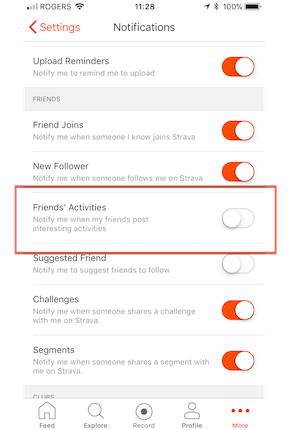 ROGERS 11:28 100%
Settings Notifications
Upload Reminders
Notify me to remind me to upload
FRIENDS
Friend Joins
Notify me when someone I know joins Strava
New Follower
Notify me when someone follows me on Strava
Friends' Activities
Notify me when my friends post
interesting activities
Suggested Friend
Notify me to suggest friends to follow
Challenges
Notify me when someone shares a challenge
with me on Strava.
Segments
Notify me when someone shares a segment with
me on Strava.
CLUBS
Feed Explore Record Profile More